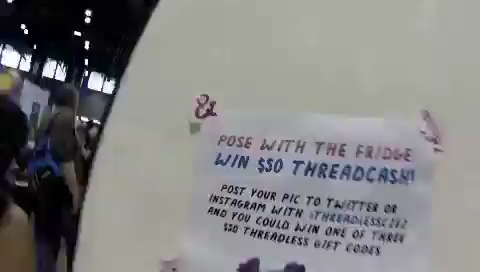 POSE WITH THE FRIDGE
WIN $50 THREADCASH!
POST YOUR PIC TO TWITTER OR
INSTAGRAM WITH
AND YOU COULD WIN ONE OF THREE
$50 THREADLESS GIFT CODES